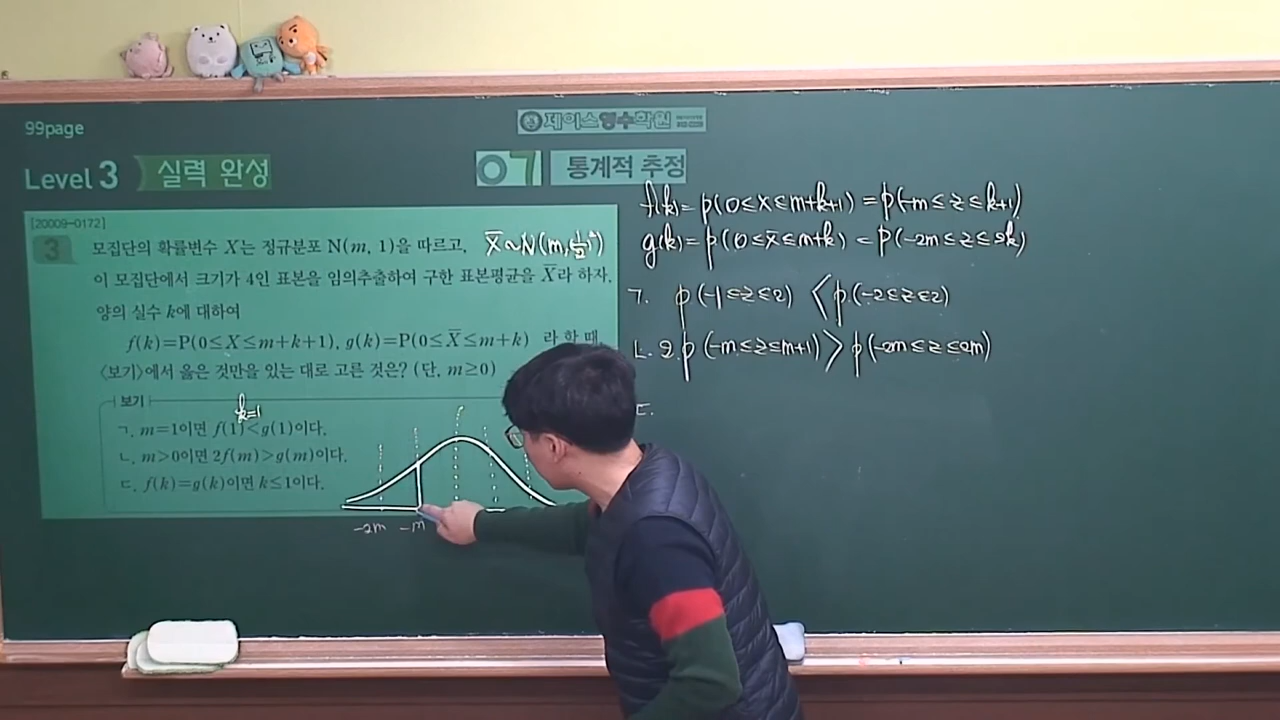 99page
제이스영수학원
Level 3 실력 완성
07 통계적 추정
[20009-0172]
3 모집단의 확률변수 X는 정규분포 N(m, 1)을 따르고, X̄~N(m, (1/2)²)
이 모집단에서 크기가 4인 표본을 임의추출하여 구한 표본평균을 X̄라 하자.
양의 실수 k에 대하여
f(k)=P(0≤X≤m+k+1), g(k)=P(0≤X̄≤m+k) 라 할 때,
〈보기〉에서 옳은 것만을 있는 대로 고른 것은? (단, m≥0)
보기
k=1
ㄱ. m=1이면 f(1)<g(1)이다.
ㄴ. m>0이면 2f(m)>g(m)이다.
ㄷ. f(k)=g(k)이면 k≤1이다.
-2m -m
f(k)= p(0≤X≤m+k+1) = p(-m≤z≤k+1)
g(k)= p(0≤X̄≤m+k) = p(-2m≤z≤2k)
ㄱ. p(-1≤z≤2) < p(-2≤z≤2)
ㄴ. 2p(-m≤z≤m+1) > p(-2m≤z≤2m)
ㄷ.